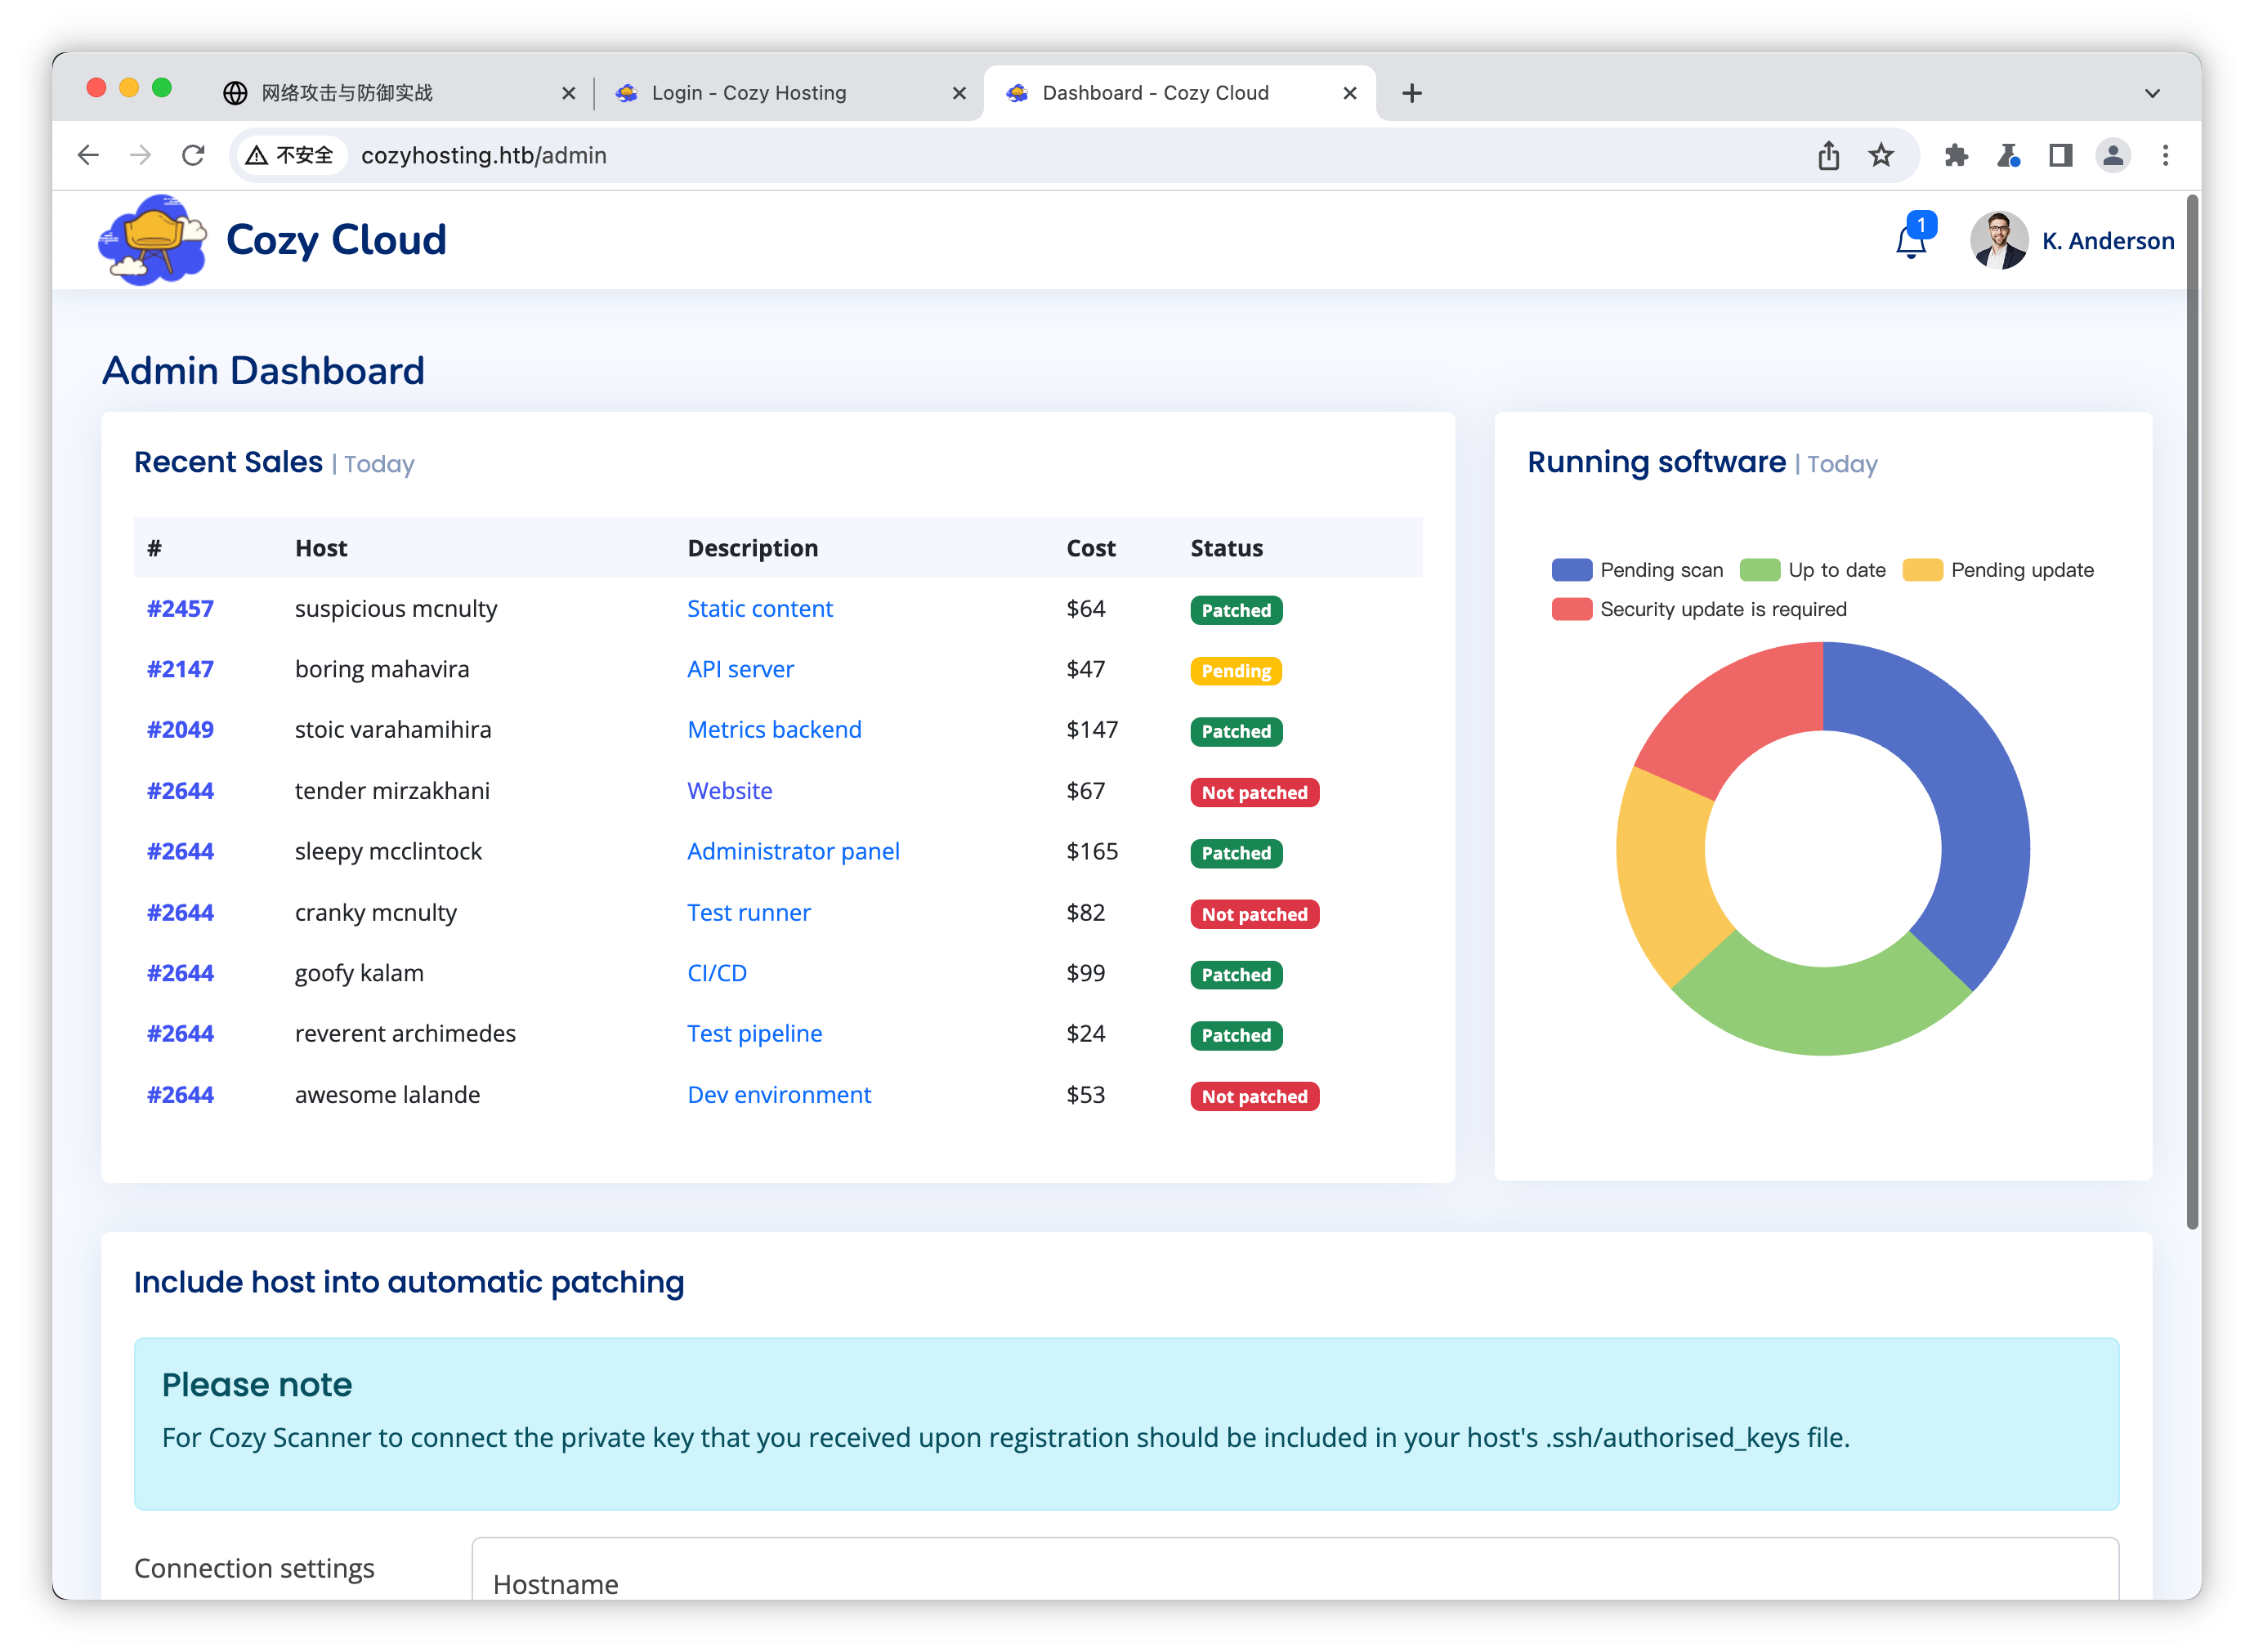 网络攻击与防御实战
Login - Cozy Hosting
Dashboard - Cozy Cloud
不安全 cozyhosting.htb/admin
Cozy Cloud
1
K. Anderson
Admin Dashboard
Recent Sales | Today
# Host Description Cost Status
#2457 suspicious mcnulty Static content $64 Patched
#2147 boring mahavira API server $47 Pending
#2049 stoic varahamihira Metrics backend $147 Patched
#2644 tender mirzakhani Website $67 Not patched
#2644 sleepy mcclintock Administrator panel $165 Patched
#2644 cranky mcnulty Test runner $82 Not patched
#2644 goofy kalam CI/CD $99 Patched
#2644 reverent archimedes Test pipeline $24 Patched
#2644 awesome lalande Dev environment $53 Not patched
Running software | Today
Pending scan Up to date Pending update
Security update is required
Include host into automatic patching
Please note
For Cozy Scanner to connect the private key that you received upon registration should be included in your host's .ssh/authorised_keys file.
Connection settings
Hostname